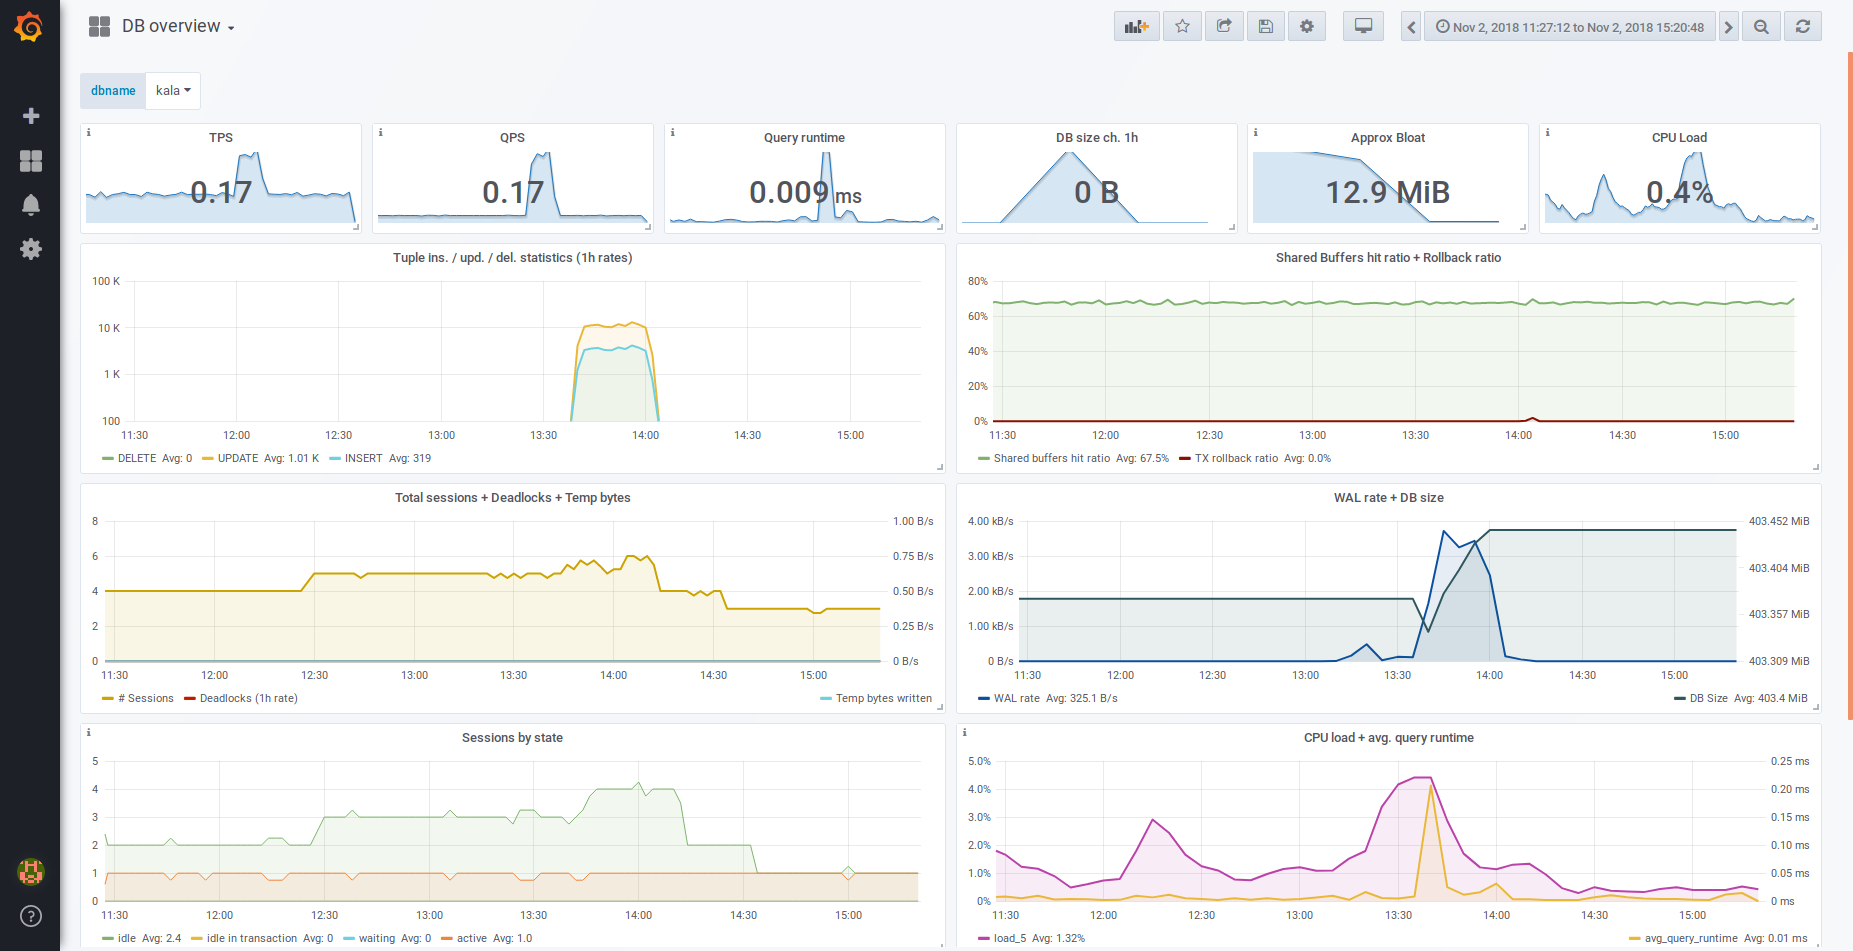 DB overview
Nov 2, 2018 11:27:12 to Nov 2, 2018 15:20:48
dbname kala
TPS
0.17
QPS
0.17
Query runtime
0.009 ms
DB size ch. 1h
0 B
Approx Bloat
12.9 MiB
CPU Load
0.4%
Tuple ins. / upd. / del. statistics (1h rates)
100 K
10 K
1 K
100
11:30 12:00 12:30 13:00 13:30 14:00 14:30 15:00
DELETE Avg: 0 UPDATE Avg: 1.01 K INSERT Avg: 319
Shared Buffers hit ratio + Rollback ratio
80%
60%
40%
20%
0%
11:30 12:00 12:30 13:00 13:30 14:00 14:30 15:00
Shared buffers hit ratio Avg: 67.5% TX rollback ratio Avg: 0.0%
Total sessions + Deadlocks + Temp bytes
8 1.00 B/s
6 0.75 B/s
4 0.50 B/s
2 0.25 B/s
0 0 B/s
11:30 12:00 12:30 13:00 13:30 14:00 14:30 15:00
# Sessions Deadlocks (1h rate) Temp bytes written
WAL rate + DB size
4.00 kB/s 403.452 MiB
3.00 kB/s 403.404 MiB
2.00 kB/s 403.357 MiB
1.00 kB/s
0 B/s 403.309 MiB
11:30 12:00 12:30 13:00 13:30 14:00 14:30 15:00
WAL rate Avg: 325.1 B/s DB Size Avg: 403.4 MiB
Sessions by state
5
4
3
2
1
0
11:30 12:00 12:30 13:00 13:30 14:00 14:30 15:00
idle Avg: 2.4 idle in transaction Avg: 0 waiting Avg: 0 active Avg: 1.0
CPU load + avg. query runtime
5.0% 0.25 ms
4.0% 0.20 ms
3.0% 0.15 ms
2.0% 0.10 ms
1.0% 0.05 ms
0% 0 ms
11:30 12:00 12:30 13:00 13:30 14:00 14:30 15:00
load_5 Avg: 1.32% avg_query_runtime Avg: 0.01 ms